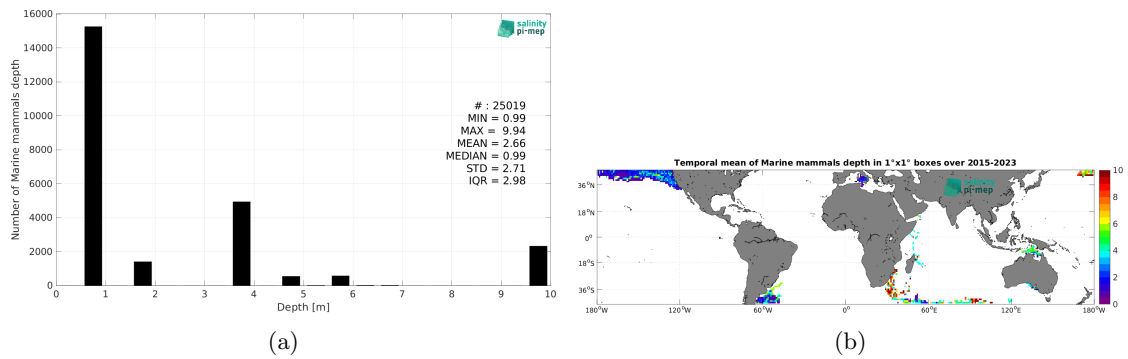 16000
14000
12000
10000
8000
6000
4000
2000
0
Number of Marine mammals depth
salinity
pi-mep
# : 25019
MIN = 0.99
MAX = 9.94
MEAN = 2.66
MEDIAN = 0.99
STD = 2.71
IQR = 2.98
0 1 2 3 4 5 6 7 8 9 10
Depth [m]
(a)
Temporal mean of Marine mammals depth in 1°x1° boxes over 2015-2023
salinity
pi-mep
36°N
18°N
0°
18°S
36°S
180°W 120°W 60°W 0° 60°E 120°E 180°W
10
8
6
4
2
0
(b)